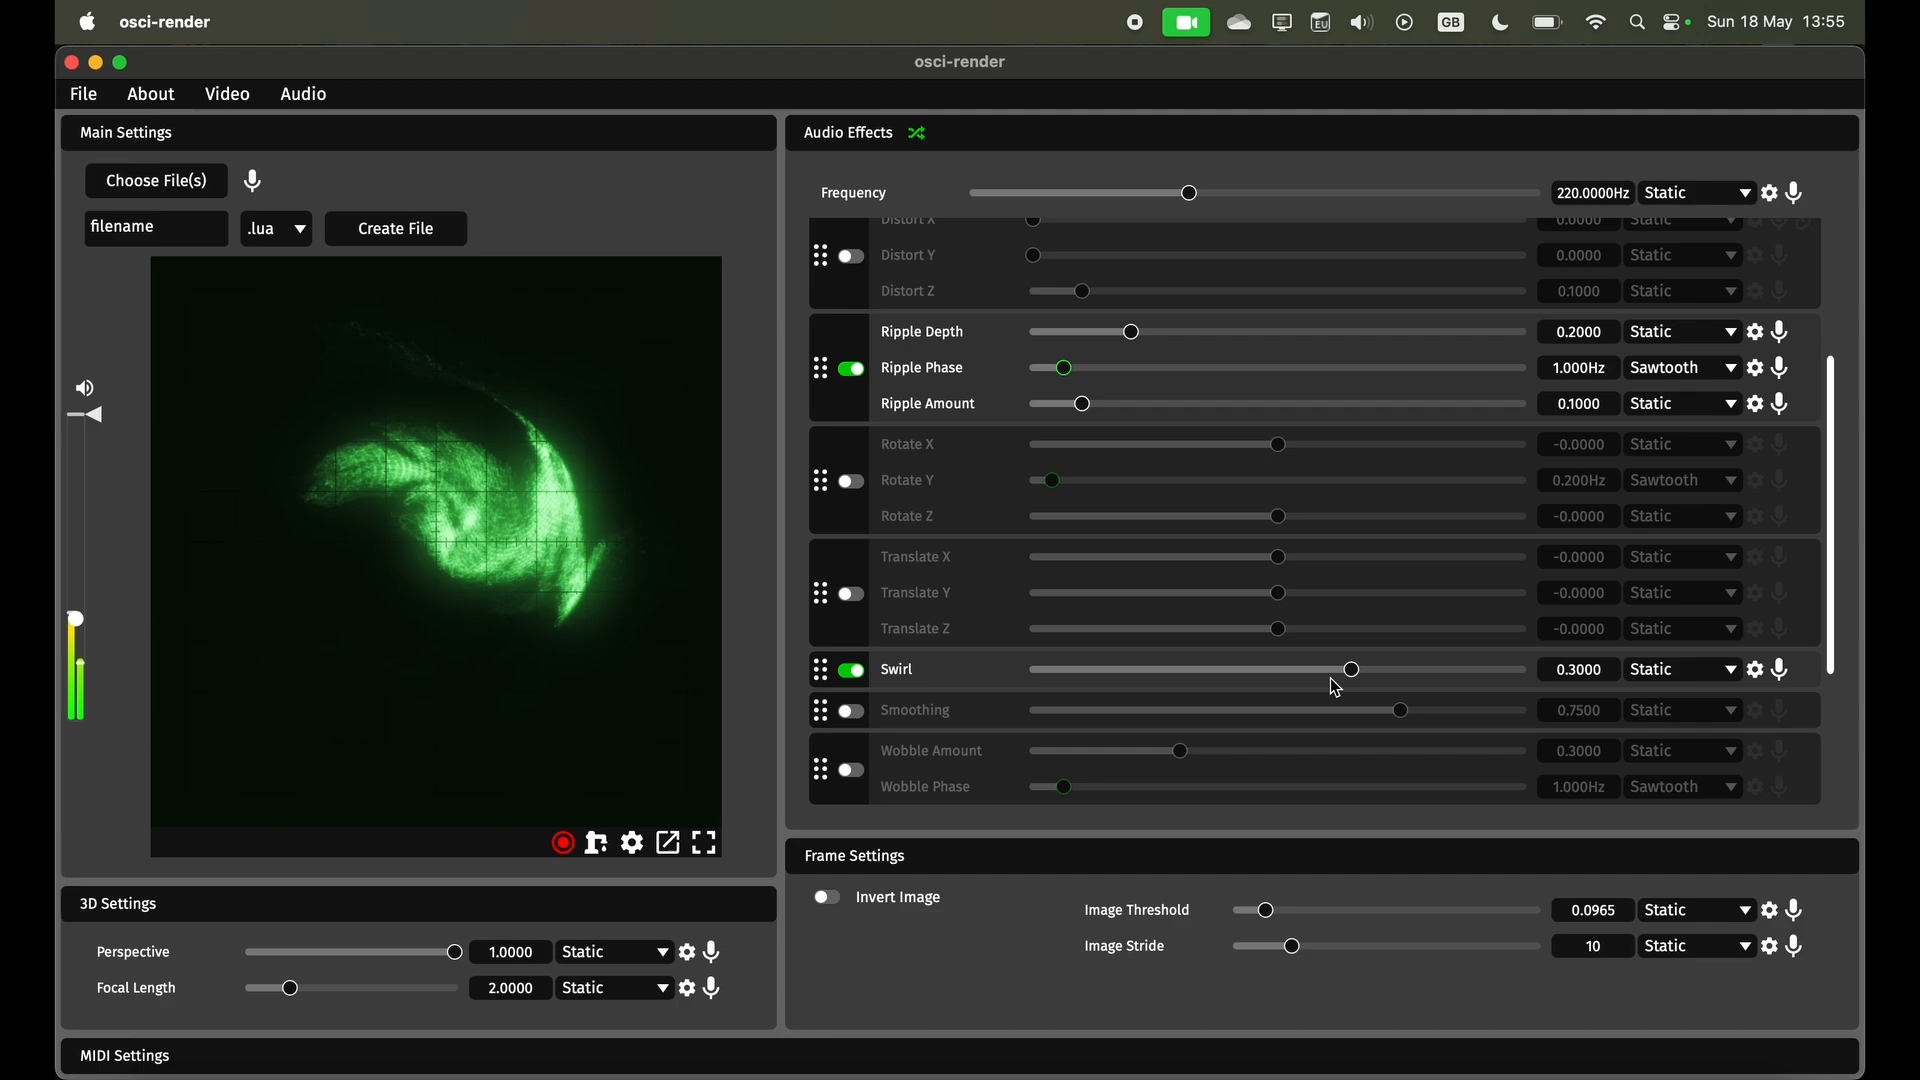 osci-render
EU
GB
Sun 18 May 13:55
osci-render
File About Video Audio
Main Settings
Choose File(s)
filename .lua Create File
Audio Effects
Frequency 220.0000Hz Static
Distort X 0.0000 Static
Distort Y 0.0000 Static
Distort Z 0.1000 Static
Ripple Depth 0.2000 Static
Ripple Phase 1.000Hz Sawtooth
Ripple Amount 0.1000 Static
Rotate X -0.0000 Static
Rotate Y 0.200Hz Sawtooth
Rotate Z -0.0000 Static
Translate X -0.0000 Static
Translate Y -0.0000 Static
Translate Z -0.0000 Static
Swirl 0.3000 Static
Smoothing 0.7500 Static
Wobble Amount 0.3000 Static
Wobble Phase 1.000Hz Sawtooth
3D Settings
Perspective 1.0000 Static
Focal Length 2.0000 Static
Frame Settings
Invert Image
Image Threshold 0.0965 Static
Image Stride 10 Static
MIDI Settings